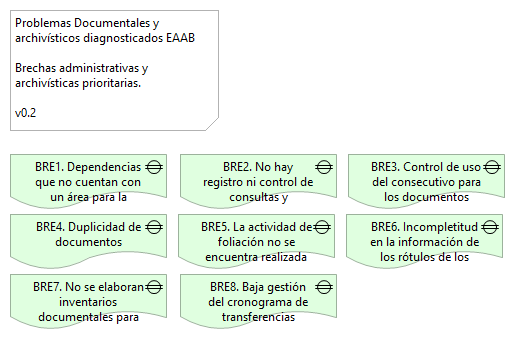 Problemas Documentales y
archivísticos diagnosticados EAAB
Brechas administrativas y
archivísticas prioritarias.
v0.2
BRE1. Dependencias
que no cuentan con
un área para la
BRE2. No hay
registro ni control de
consultas y
BRE3. Control de uso
del consecutivo para
los documentos
BRE4. Duplicidad de
documentos
BRE5. La actividad de
foliación no se
encuentra realizada
BRE6. Incompletitud
en la información de
los rótulos de los
BRE7. No se elaboran
inventarios
documentales para
BRE8. Baja gestión
del cronograma de
transferencias